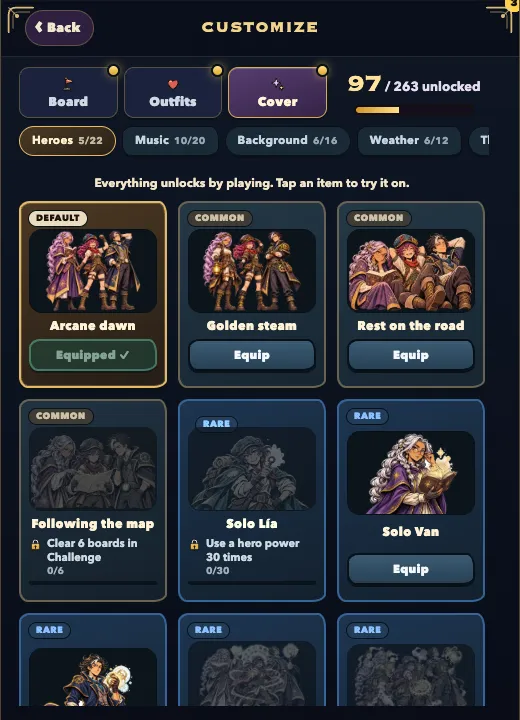 3
Back
CUSTOMIZE
Board
Outfits
Cover
97 / 263 unlocked
Heroes 5/22
Music 10/20
Background 6/16
Weather 6/12
Everything unlocks by playing. Tap an item to try it on.
DEFAULT
Arcane dawn
Equipped ✓
COMMON
Golden steam
Equip
COMMON
Rest on the road
Equip
COMMON
Following the map
Clear 6 boards in
Challenge
0/6
RARE
Solo Lía
Use a hero power
30 times
0/30
RARE
Solo Van
Equip
RARE
RARE
RARE